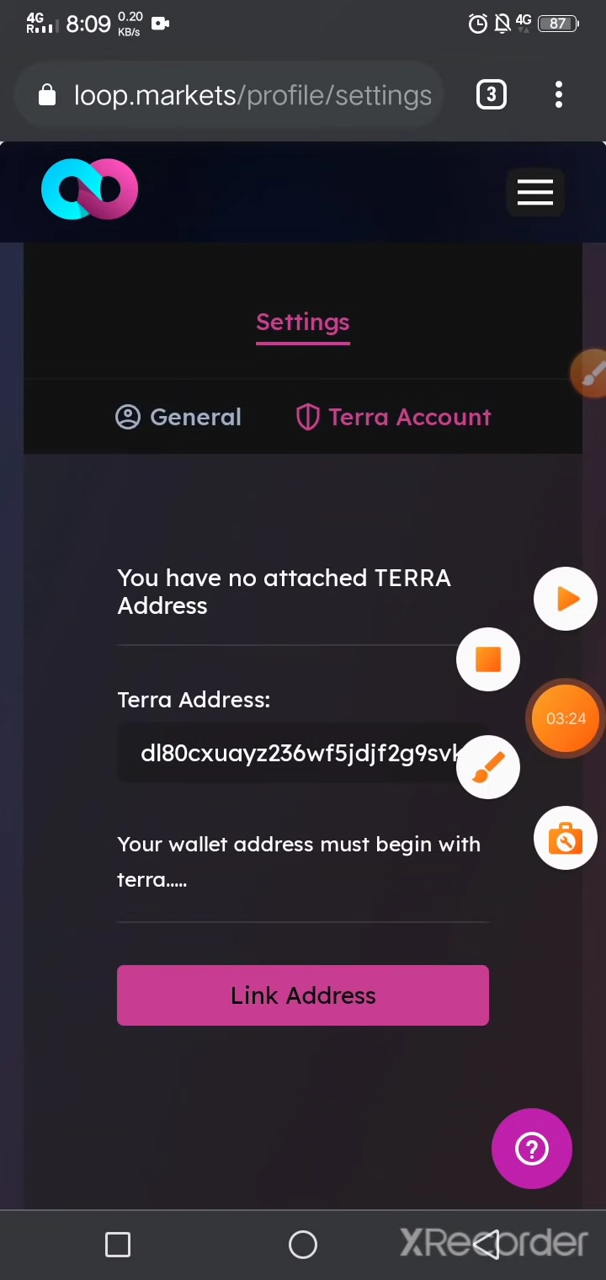 4G
R
8:09
0.20
KB/s
4G
87
loop.markets/profile/settings
3
Settings
General
Terra Account
You have no attached TERRA
Address
Terra Address:
dl80cxuayz236wf5jdjf2g9svk
03:24
Your wallet address must begin with
terra.....
Link Address
?
XRecorder